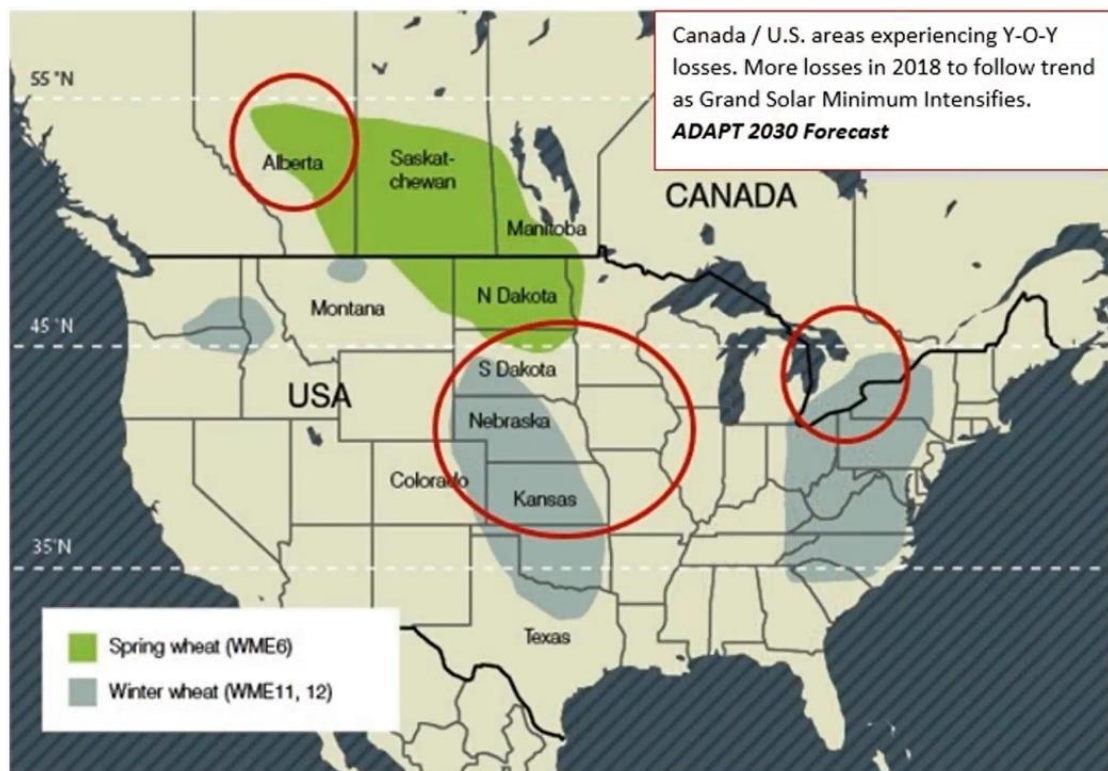 Canada / U.S. areas experiencing Y-O-Y
losses. More losses in 2018 to follow trend
as Grand Solar Minimum Intensifies.
ADAPT 2030 Forecast
55 °N
Alberta
Saskat-
chewan
CANADA
Manitoba
Montana
N Dakota
45°N
S Dakota
USA
Nebraska
Colorado
Kansas
35°N
Texas
Spring wheat (WME6)
Winter wheat (WME11, 12)